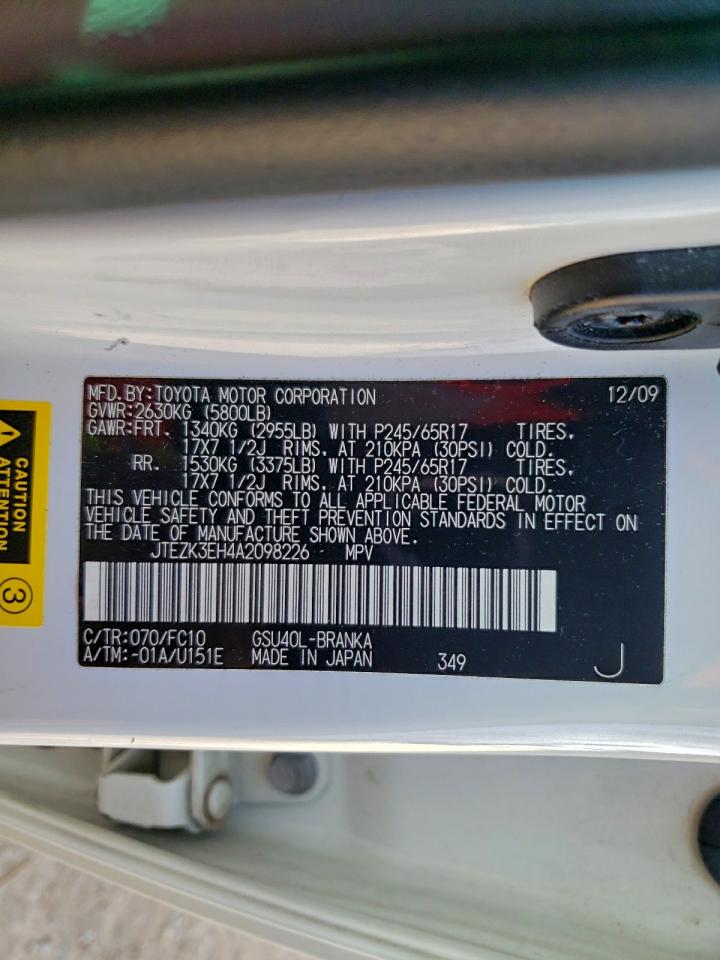 MFD.BY:TOYOTA MOTOR CORPORATION 12/09
GVWR:2630KG (5800LB)
GAWR:FRT. 1340KG (2955LB) WITH P245/65R17 TIRES,
17X7 1/2J RIMS, AT 210KPA (30PSI) COLD.
RR. 1530KG (3375LB) WITH P245/65R17 TIRES,
17X7 1/2J RIMS, AT 210KPA (30PSI) COLD.
THIS VEHICLE CONFORMS TO ALL APPLICABLE FEDERAL MOTOR
VEHICLE SAFETY AND THEFT PREVENTION STANDARDS IN EFFECT ON
THE DATE OF MANUFACTURE SHOWN ABOVE.
JTEZK3EH4A2098226 MPV
C/TR:070/FC10 GSU40L-BRANKA
A/TM:-01A/U151E MADE IN JAPAN 349 J
CAUTION
ATTENTION
3